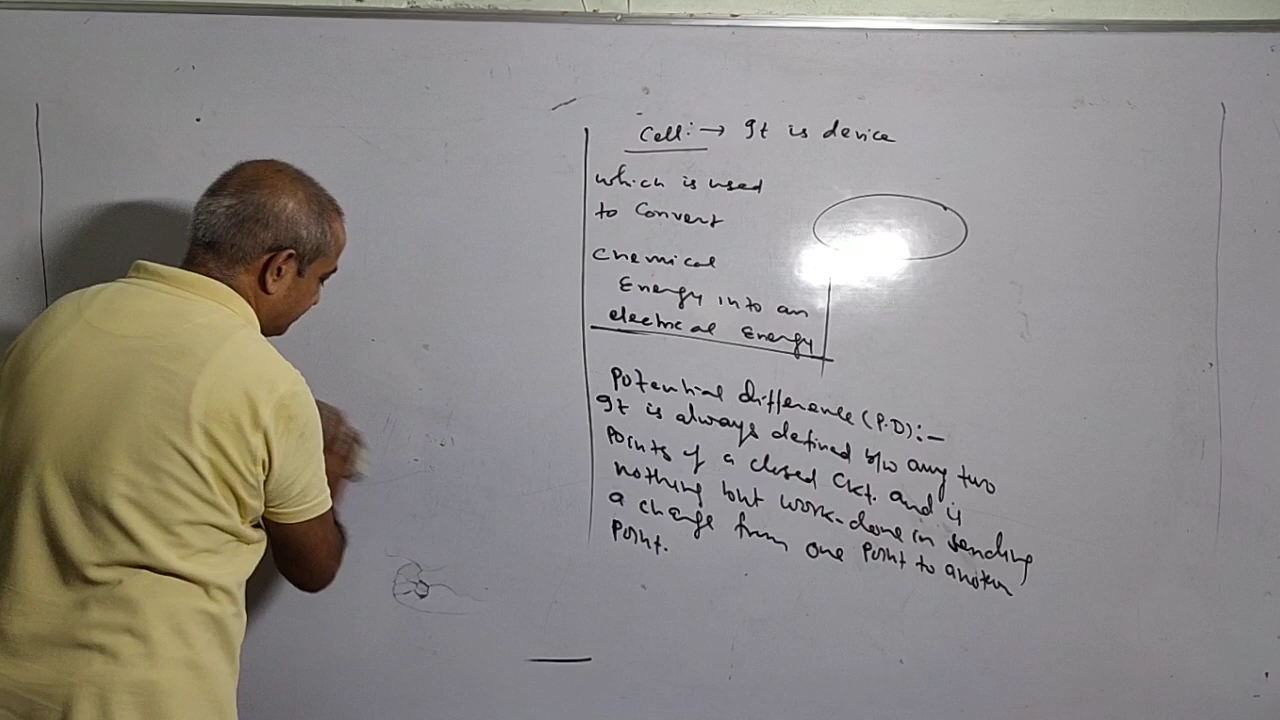 Cell:→ It is device
which is used
to convert
chemical
Energy into an
electrical Energy
Potential difference (P.D):-
It is always defined b/w any two
points of a closed ckt. and is
nothing but work-done in sending
a charge from one point to another
point.